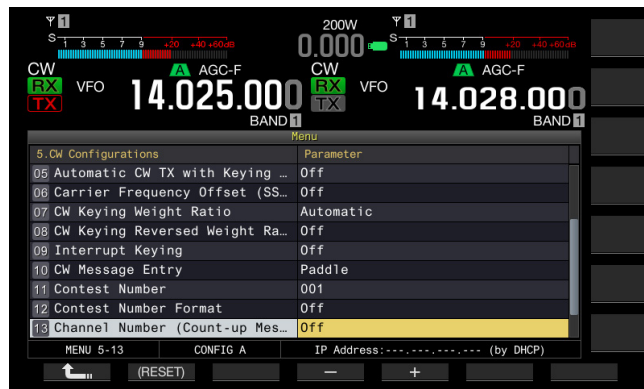 1 200W 1
S 1 3 5 7 9 +20 +40 +60dB 0.000 S 1 3 5 7 9 +20 +40 +60dB
CW A AGC-F CW A AGC-F
RX VFO 14.025.000 RX VFO 14.028.000
TX TX
BAND 1 BAND 1
Menu
5.CW Configurations Parameter
05 Automatic CW TX with Keying … Off
06 Carrier Frequency Offset (SS… Off
07 CW Keying Weight Ratio Automatic
08 CW Keying Reversed Weight Ra… Off
09 Interrupt Keying Off
10 CW Message Entry Paddle
11 Contest Number 001
12 Contest Number Format Off
13 Channel Number (Count-up Mes… Off
MENU 5-13 CONFIG A IP Address:---.---.---.--- (by DHCP)
(RESET) − +